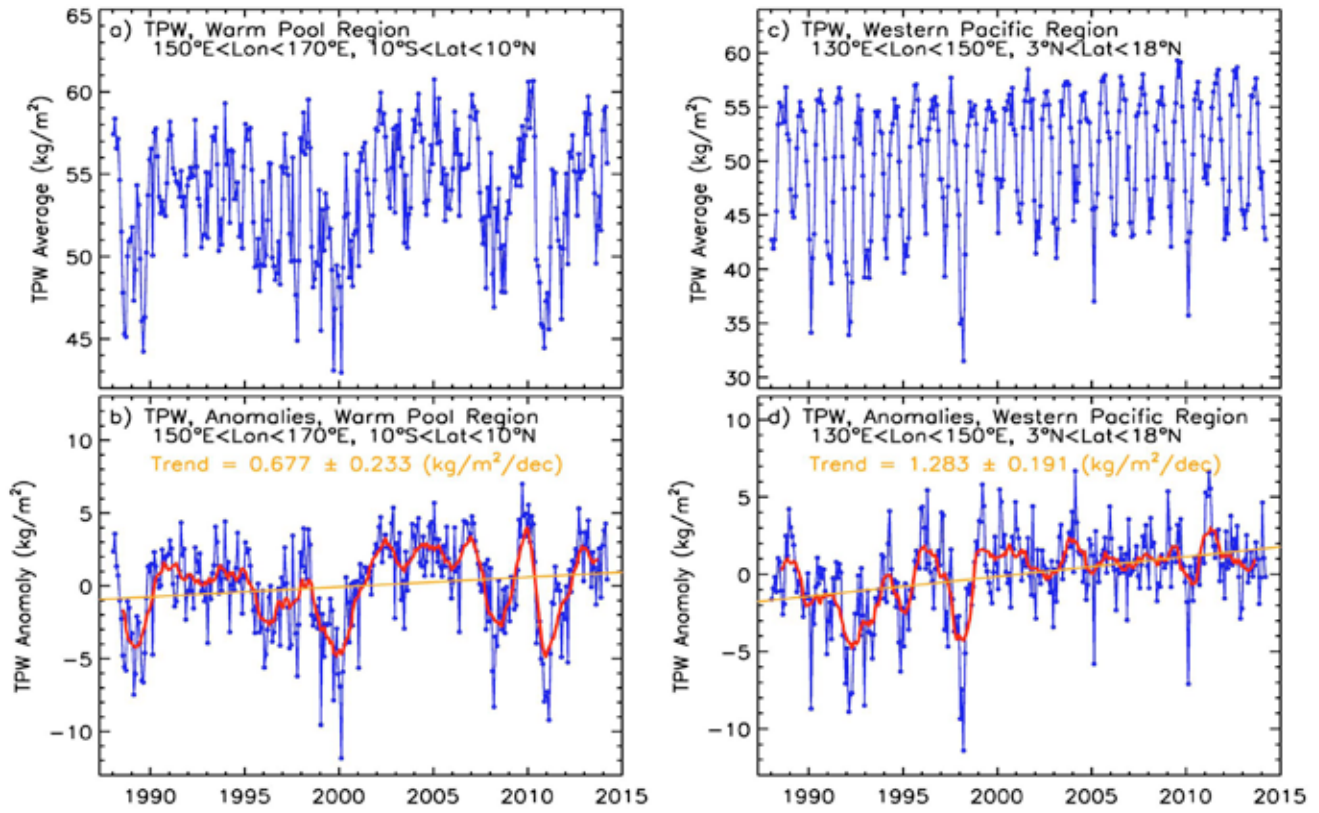 a) TPW, Warm Pool Region
150°E<Lon<170°E, 10°S<Lat<10°N
TPW Average (kg/m²)
65
60
55
50
45
c) TPW, Western Pacific Region
130°E<Lon<150°E, 3°N<Lat<18°N
TPW Average (kg/m²)
60
55
50
45
40
35
30
b) TPW, Anomalies, Warm Pool Region
150°E<Lon<170°E, 10°S<Lat<10°N
Trend = 0.677 ± 0.233 (kg/m²/dec)
TPW Anomaly (kg/m²)
10
5
0
−5
−10
1990 1995 2000 2005 2010 2015
d) TPW, Anomalies, Western Pacific Region
130°E<Lon<150°E, 3°N<Lat<18°N
Trend = 1.283 ± 0.191 (kg/m²/dec)
TPW Anomaly (kg/m²)
10
5
0
−5
−10
1990 1995 2000 2005 2010 2015